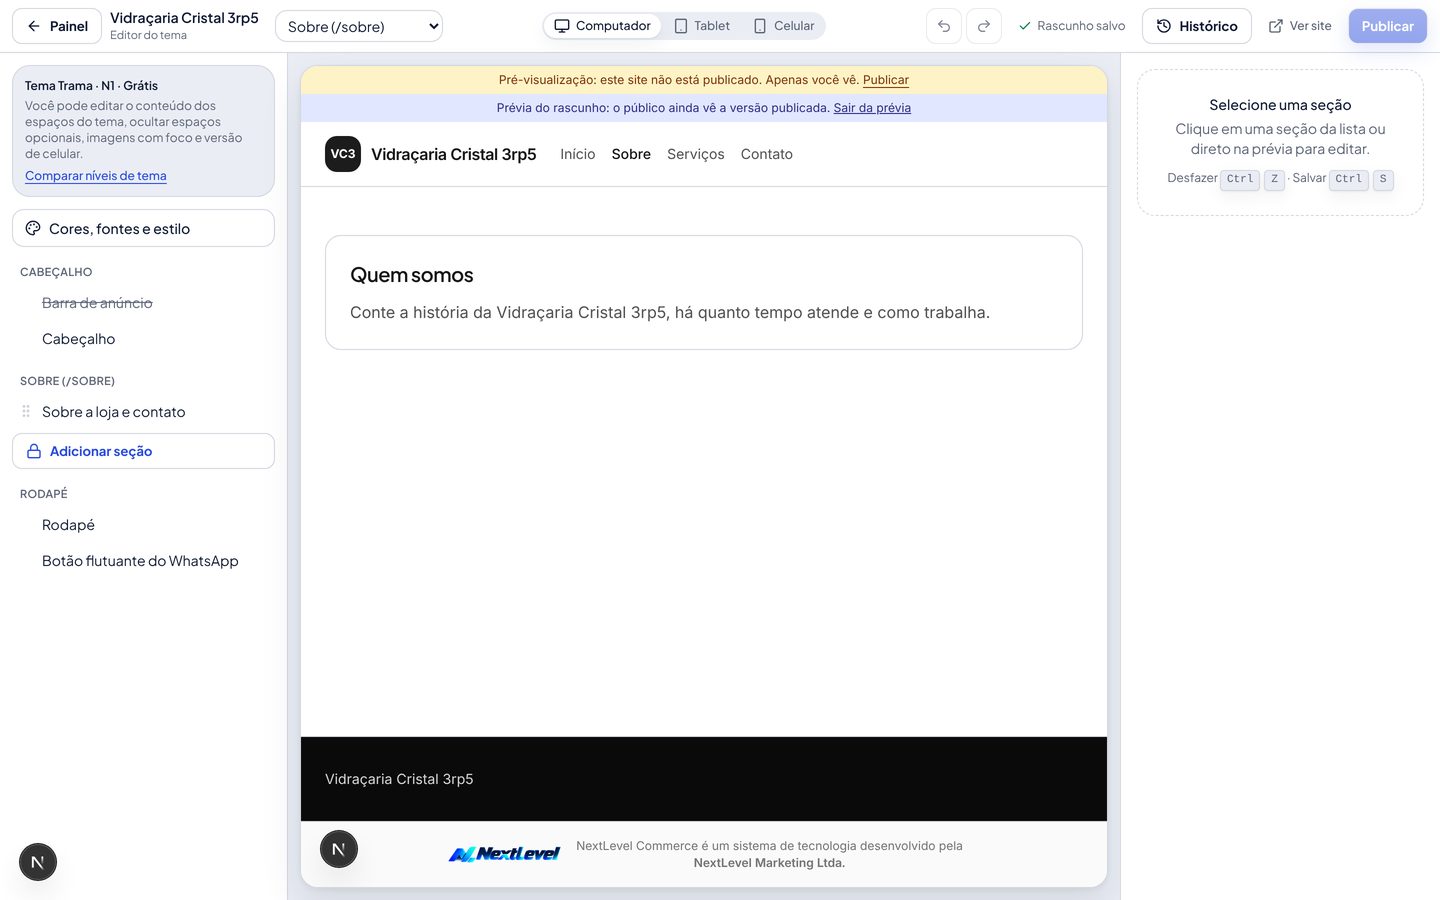 Painel
Vidraçaria Cristal 3rp5
Editor do tema
Sobre (/sobre)
Computador
Tablet
Celular
Rascunho salvo
Histórico
Ver site
Publicar
Tema Trama · N1 · Grátis
Você pode editar o conteúdo dos
espaços do tema, ocultar espaços
opcionais, imagens com foco e versão
de celular.
Comparar níveis de tema
Cores, fontes e estilo
CABEÇALHO
Barra de anúncio
Cabeçalho
SOBRE (/SOBRE)
Sobre a loja e contato
Adicionar seção
RODAPÉ
Rodapé
Botão flutuante do WhatsApp
N
Pré-visualização: este site não está publicado. Apenas você vê. Publicar
Prévia do rascunho: o público ainda vê a versão publicada. Sair da prévia
VC3
Vidraçaria Cristal 3rp5
Início
Sobre
Serviços
Contato
Quem somos
Conte a história da Vidraçaria Cristal 3rp5, há quanto tempo atende e como trabalha.
Vidraçaria Cristal 3rp5
N
NextLevel
NextLevel Commerce é um sistema de tecnologia desenvolvido pela
NextLevel Marketing Ltda.
Selecione uma seção
Clique em uma seção da lista ou
direto na prévia para editar.
Desfazer Ctrl Z · Salvar Ctrl S